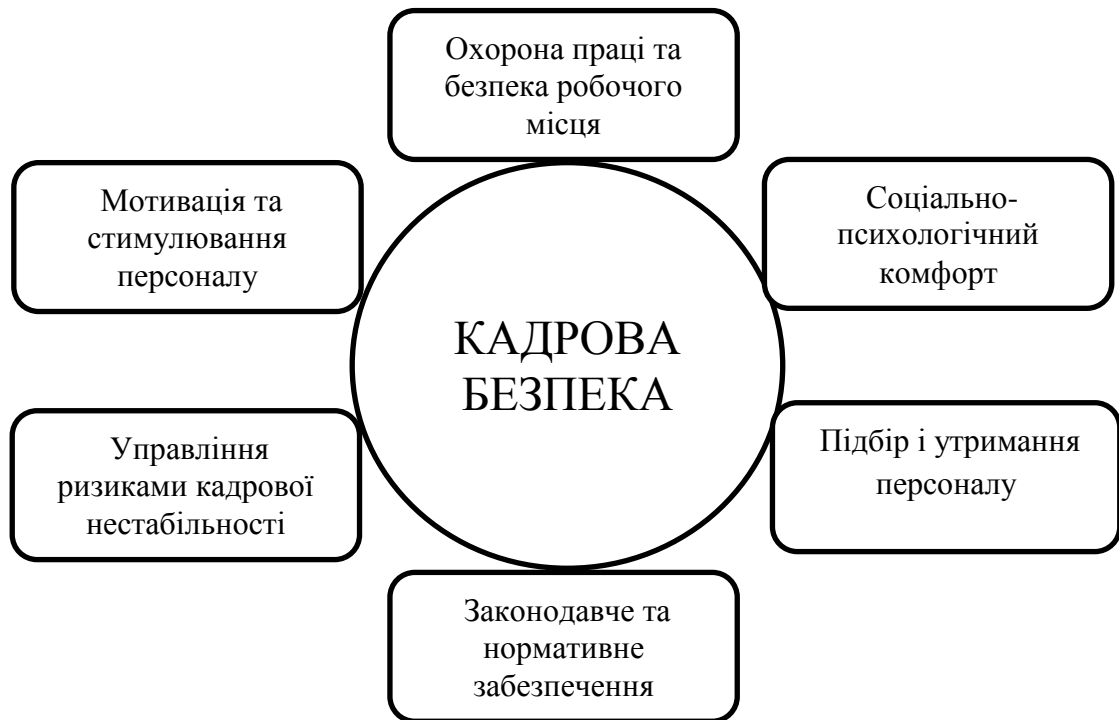 Охорона праці та
безпека робочого
місця
Мотивація та
стимулювання
персоналу
Соціально-
психологічний
комфорт
КАДРОВА
БЕЗПЕКА
Управління
ризиками кадрової
нестабільності
Підбір і утримання
персоналу
Законодавче та
нормативне
забезпечення